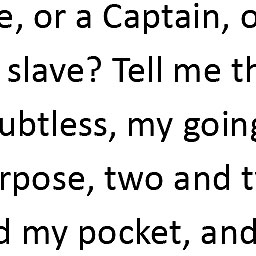 e, or a Captain, o
slave? Tell me th
ubtless, my going
rpose, two and t
d my pocket, and